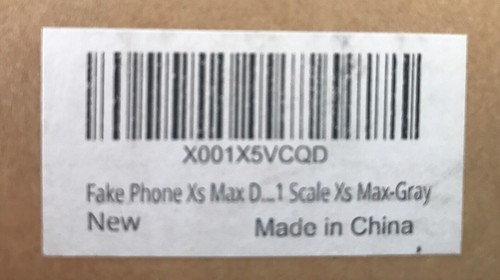 X001X5VCQD
Fake Phone Xs Max D...1 Scale Xs Max-Gray
New
Made in China